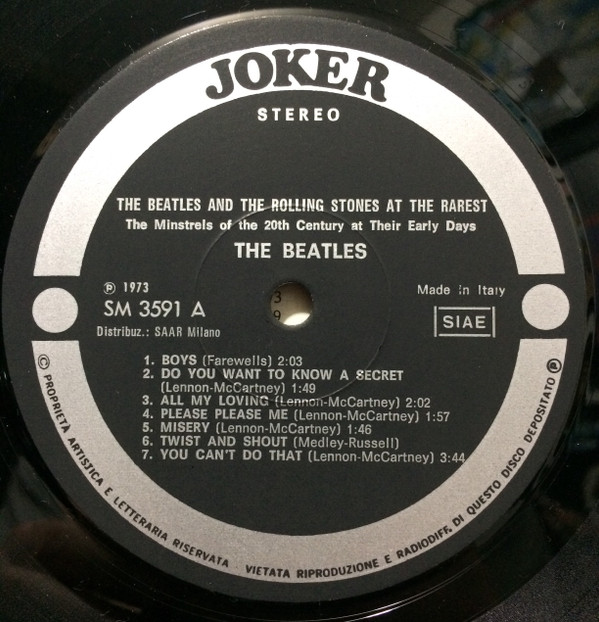 JOKER
STEREO
THE BEATLES AND THE ROLLING STONES AT THE RAREST
The Minstrels of the 20th Century at Their Early Days
THE BEATLES
Ⓟ 1973
Made in Italy
SM 3591 A
SIAE
Distribuz.: SAAR Milano
3
9
1. BOYS (Farewells) 2:03
2. DO YOU WANT TO KNOW A SECRET
(Lennon-McCartney) 1:49
3. ALL MY LOVING (Lennon-McCartney) 2:02
4. PLEASE PLEASE ME (Lennon-McCartney) 1:57
5. MISERY (Lennon-McCartney) 1:46
6. TWIST AND SHOUT (Medley-Russell)
7. YOU CAN'T DO THAT (Lennon-McCartney) 3:44
© PROPRIETA ARTISTICA E LETTERARIA RISERVATA VIETATA RIPRODUZIONE E RADIODIFF. DI QUESTO DISCO DEPOSITATO Ⓟ